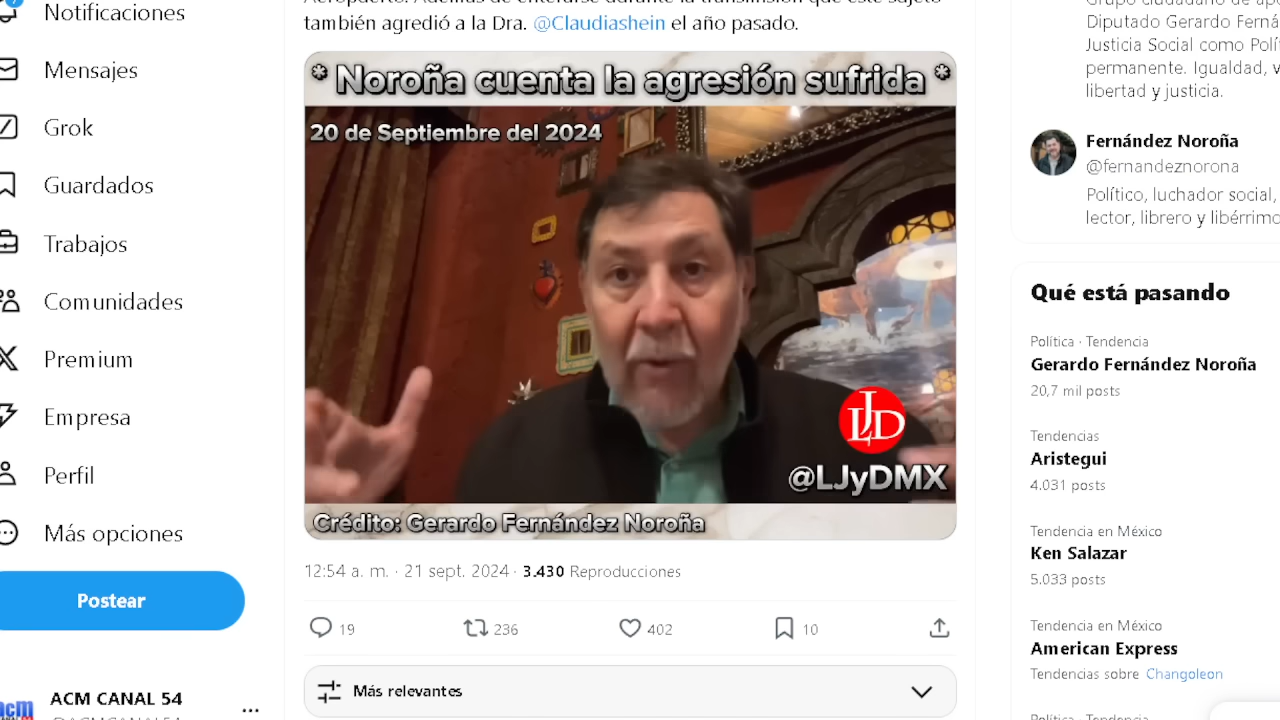 Notificaciones
Mensajes
Grok
Guardados
Trabajos
Comunidades
Premium
Empresa
Perfil
Más opciones
Postear
ACM CANAL 54
también agredió a la Dra. @Claudiashein el año pasado.
* Noroña cuenta la agresión sufrida *
20 de Septiembre del 2024
LJD
@LJyDMX
Crédito: Gerardo Fernández Noroña
12:54 a. m. · 21 sept. 2024 · 3.430 Reproducciones
19 236 402 10
Más relevantes
Diputado Gerardo Ferná
Justicia Social como Polí
permanente. Igualdad, v
libertad y justicia.
Fernández Noroña
@fernandeznorona
Político, luchador social,
lector, librero y libérrimo
Qué está pasando
Política · Tendencia
Gerardo Fernández Noroña
20,7 mil posts
Tendencias
Aristegui
4.031 posts
Tendencia en México
Ken Salazar
5.033 posts
Tendencia en México
American Express
Tendencias sobre Changoleon